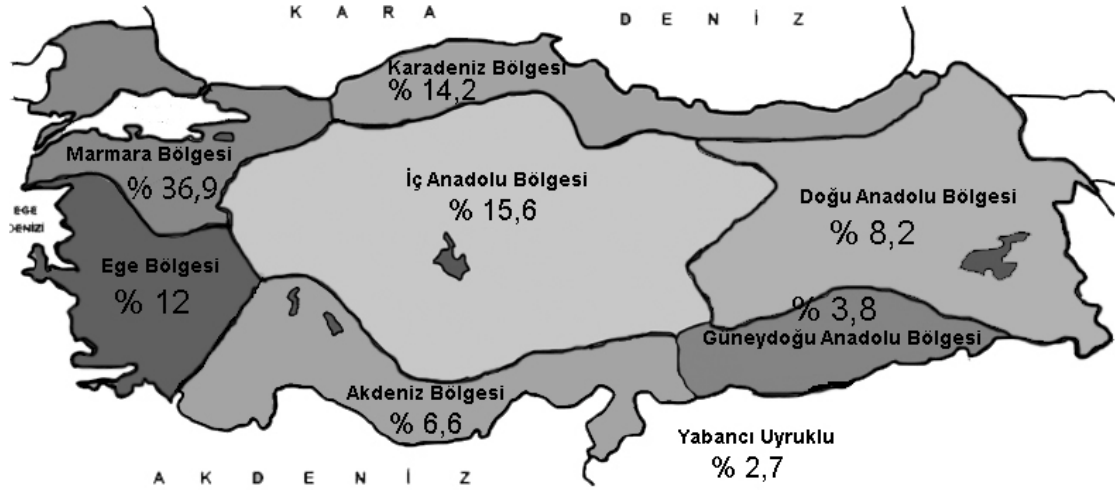 K A R A D E N İ Z
Karadeniz Bölgesi
% 14,2
Marmara Bölgesi
% 36,9
İç Anadolu Bölgesi
% 15,6
Doğu Anadolu Bölgesi
% 8,2
EGE
DENİZİ
Ege Bölgesi
% 12
% 3,8
Güneydoğu Anadolu Bölgesi
Akdeniz Bölgesi
% 6,6
Yabancı Uyruklu
% 2,7
A K D E N İ Z